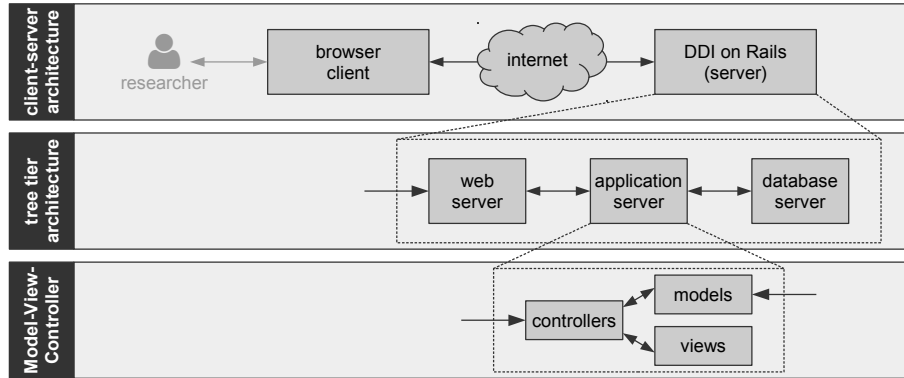 client-server
architecture
researcher
browser
client
internet
DDI on Rails
(server)
tree tier
architecture
web
server
application
server
database
server
Model-View-
Controller
controllers
models
views